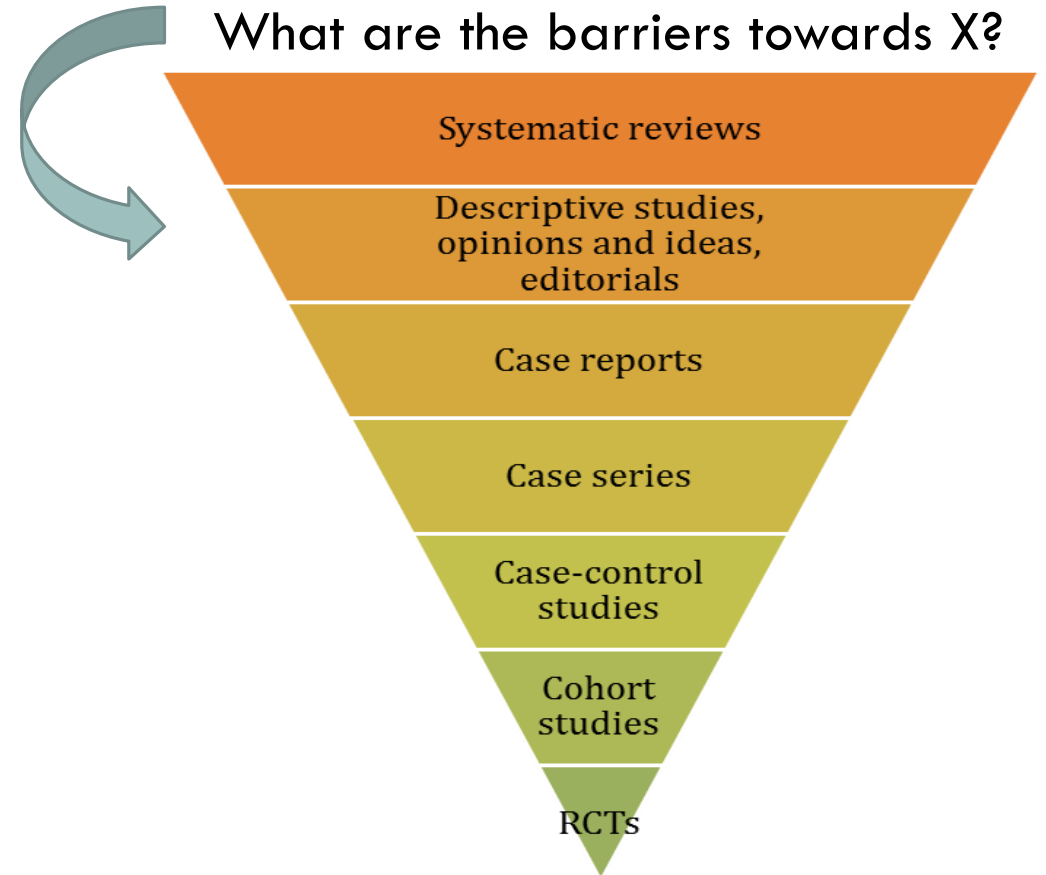 What are the barriers towards X?
Systematic reviews
Descriptive studies,
opinions and ideas,
editorials
Case reports
Case series
Case-control
studies
Cohort
studies
RCTs